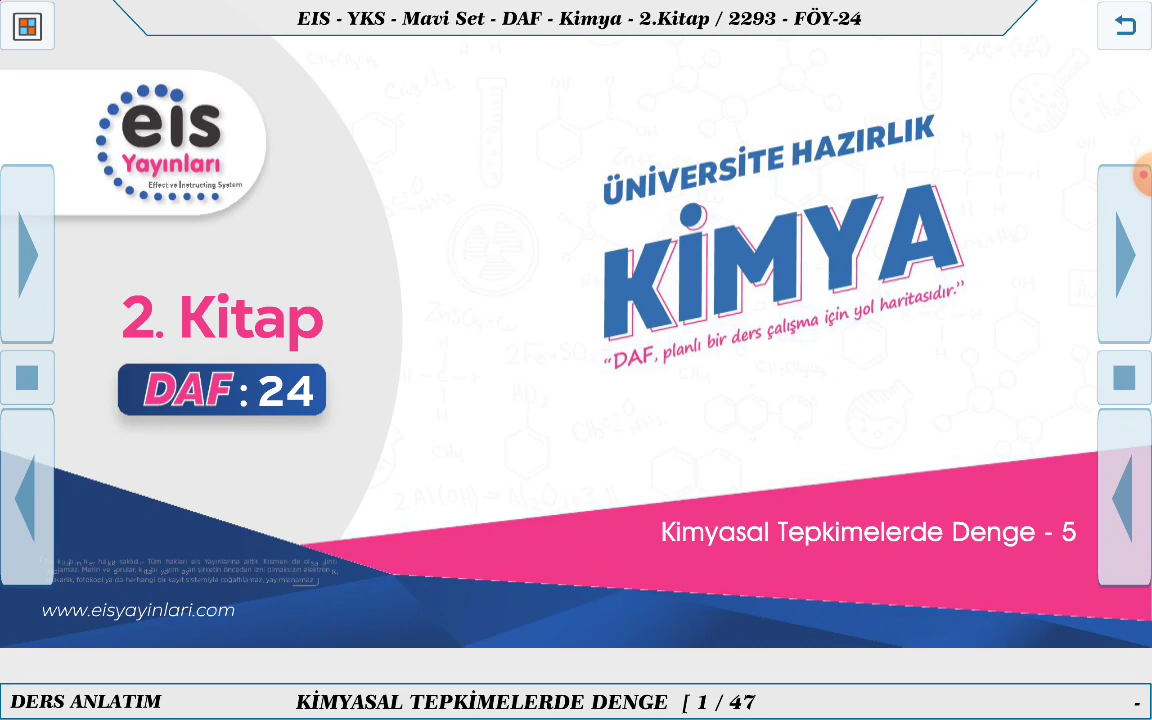 EIS - YKS - Mavi Set - DAF - Kimya - 2.Kitap / 2293 - FÖY-24
eis
Yayınları
Effect ve Instructing System
ÜNİVERSİTE HAZIRLIK
KİMYA
“DAF, planlı bir ders çalışma için yol haritasıdır.”
2. Kitap
DAF : 24
Kimyasal Tepkimelerde Denge - 5
www.eisyayinlari.com
DERS ANLATIM
KİMYASAL TEPKİMELERDE DENGE [ 1 / 47
-